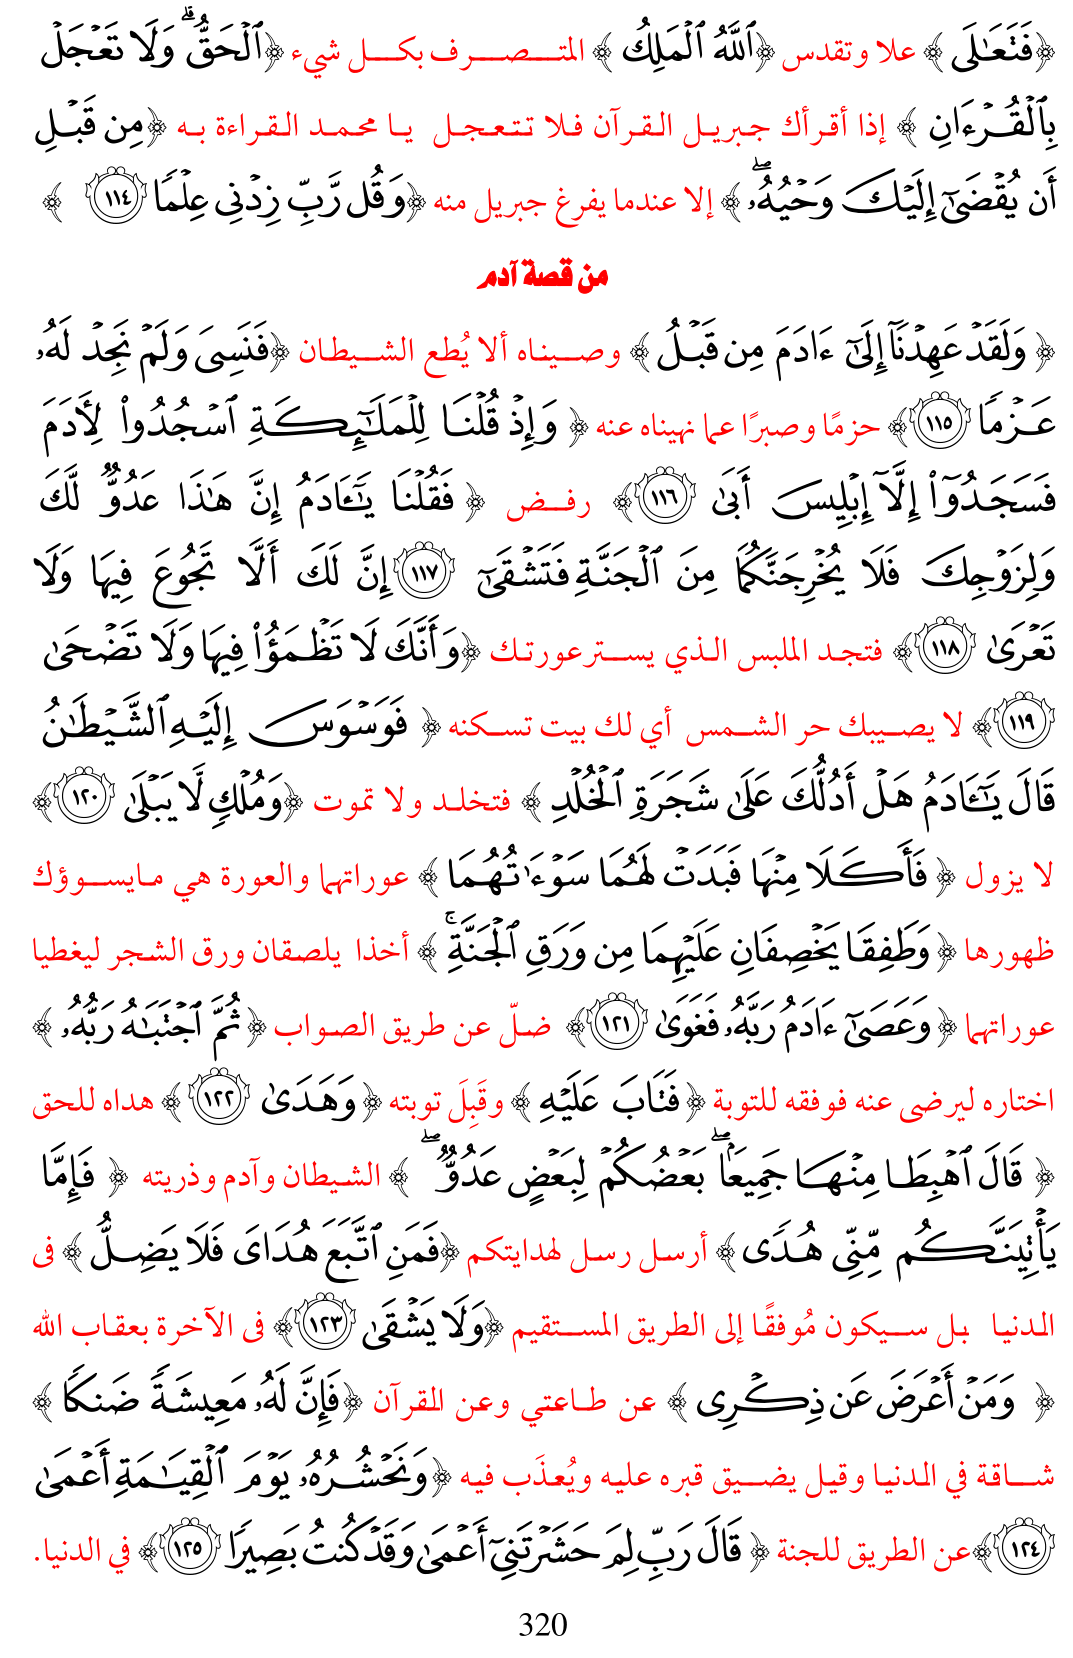 ﴿فَتَعَٰلَى ﴾ علا وتقدس ﴿ٱللَّهُ ٱلْمَلِكُ ﴾ المتصرف بكل شيء ﴿ٱلْحَقُّ ۗ وَلَا تَعْجَلْ
بِٱلْقُرْءَانِ ﴾ إذا أقرأك جبريل القرآن فلا تتعجل يا محمد القراءة به ﴿مِن قَبْلِ
أَن يُقْضَىٰٓ إِلَيْكَ وَحْيُهُۥ ۖ ﴾ إلا عندما يفرغ جبريل منه ﴿وَقُل رَّبِّ زِدْنِى عِلْمًا ١١٤ ﴾
من قصة آدم
﴿ وَلَقَدْ عَهِدْنَآ إِلَىٰٓ ءَادَمَ مِن قَبْلُ ﴾ وصيناه ألا يُطع الشيطان ﴿فَنَسِىَ وَلَمْ نَجِدْ لَهُۥ
عَزْمًا ١١٥﴾ حزمًا وصبرًا عما نهيناه عنه ﴿ وَإِذْ قُلْنَا لِلْمَلَٰٓئِكَةِ ٱسْجُدُوا۟ لِءَادَمَ
فَسَجَدُوٓا۟ إِلَّآ إِبْلِيسَ أَبَىٰ ١١٦﴾ رفض ﴿ فَقُلْنَا يَٰٓـَٔادَمُ إِنَّ هَٰذَا عَدُوٌّ لَّكَ
وَلِزَوْجِكَ فَلَا يُخْرِجَنَّكُمَا مِنَ ٱلْجَنَّةِ فَتَشْقَىٰٓ ١١٧ إِنَّ لَكَ أَلَّا تَجُوعَ فِيهَا وَلَا
تَعْرَىٰ ١١٨﴾ فتجد الملبس الذي يستر عورتك ﴿وَأَنَّكَ لَا تَظْمَؤُا۟ فِيهَا وَلَا تَضْحَىٰ
١١٩﴾ لا يصيبك حر الشمس أي لك بيت تسكنه ﴿ فَوَسْوَسَ إِلَيْهِ ٱلشَّيْطَٰنُ
قَالَ يَٰٓـَٔادَمُ هَلْ أَدُلُّكَ عَلَىٰ شَجَرَةِ ٱلْخُلْدِ ﴾ فتخلد ولا تموت ﴿وَمُلْكٍ لَّا يَبْلَىٰ ١٢٠﴾
لا يزول ﴿ فَأَكَلَا مِنْهَا فَبَدَتْ لَهُمَا سَوْءَٰتُهُمَا ﴾ عوراتهما والعورة هي مايسوؤك
ظهورها ﴿ وَطَفِقَا يَخْصِفَانِ عَلَيْهِمَا مِن وَرَقِ ٱلْجَنَّةِ ۚ ﴾ أخذا يلصقان ورق الشجر ليغطيا
عوراتهما ﴿ وَعَصَىٰٓ ءَادَمُ رَبَّهُۥ فَغَوَىٰ ١٢١﴾ ضلّ عن طريق الصواب ﴿ ثُمَّ ٱجْتَبَٰهُ رَبُّهُۥ ﴾
اختاره ليرضى عنه فوفقه للتوبة ﴿ فَتَابَ عَلَيْهِ ﴾ وقَبِلَ توبته ﴿ وَهَدَىٰ ١٢٢ ﴾ هداه للحق
﴿ قَالَ ٱهْبِطَا مِنْهَا جَمِيعًۢا ۖ بَعْضُكُمْ لِبَعْضٍ عَدُوٌّ ۖ ﴾ الشيطان وآدم وذريته ﴿ فَإِمَّا
يَأْتِيَنَّكُم مِّنِّى هُدًى ﴾ أرسل رسل لهدايتكم ﴿فَمَنِ ٱتَّبَعَ هُدَاىَ فَلَا يَضِلُّ ﴾ فى
الدنيا بل سيكون مُوفقًا إلى الطريق المستقيم ﴿وَلَا يَشْقَىٰ ١٢٣﴾ فى الآخرة بعقاب الله
﴿ وَمَنْ أَعْرَضَ عَن ذِكْرِى ﴾ عن طاعتي وعن القرآن ﴿فَإِنَّ لَهُۥ مَعِيشَةً ضَنكًا ﴾
شاقة في الدنيا وقيل يضيق قبره عليه ويُعذَب فيه ﴿وَنَحْشُرُهُۥ يَوْمَ ٱلْقِيَٰمَةِ أَعْمَىٰ
١٢٤﴾ عن الطريق للجنة ﴿ قَالَ رَبِّ لِمَ حَشَرْتَنِىٓ أَعْمَىٰ وَقَدْ كُنتُ بَصِيرًا ١٢٥﴾ في الدنيا.
320